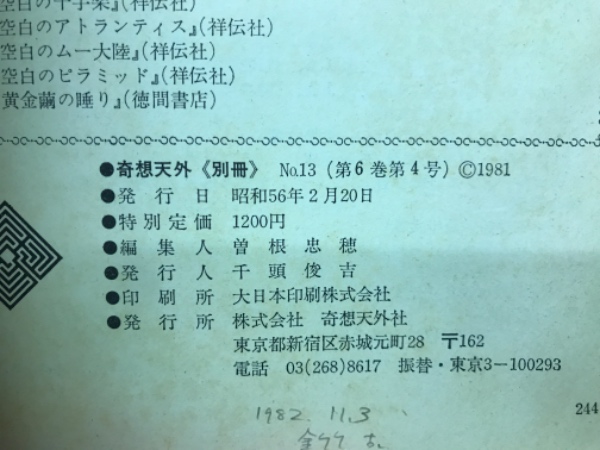 空白の十字架』(祥伝社)
空白のアトランティス』(祥伝社)
空白のムー大陸』(祥伝社)
空白のピラミッド』(祥伝社)
黄金繭の睡り』(徳間書店)
●奇想天外《別冊》 No.13 (第6巻第4号) ©1981
●発行日 昭和56年2月20日
●特別定価 1200円
●編集人 曽根忠穂
●発行人 千頭俊吉
●印刷所 大日本印刷株式会社
●発行所 株式会社 奇想天外社
東京都新宿区赤城元町28 〒162
電話 03(268)8617 振替・東京3-100293
244
1982. 11.3